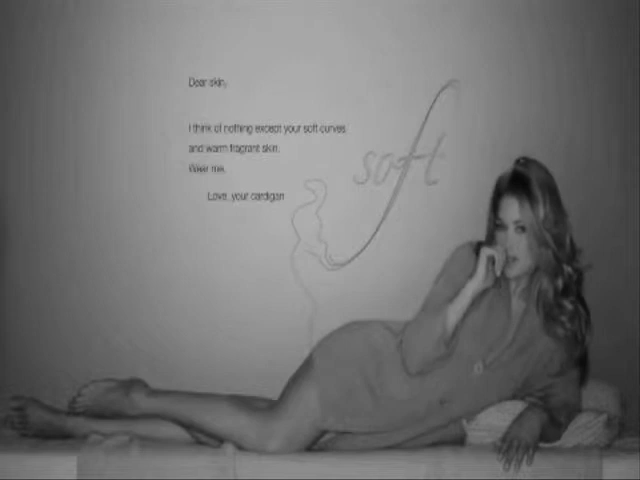 Dear skin,
I think of nothing except your soft curves
and warm fragrant skin.
Wear me.
Love, your cardigan
soft